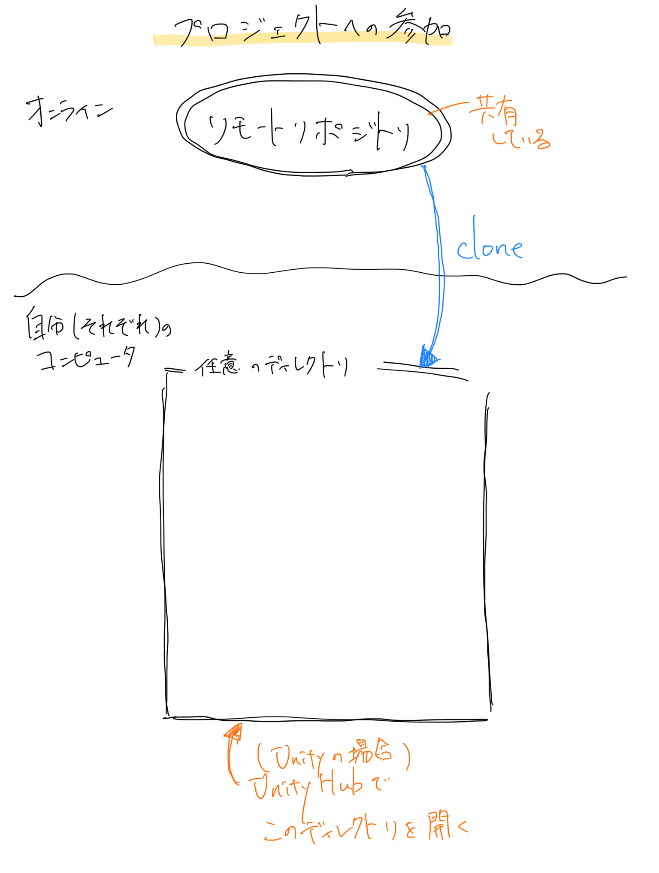 プロジェクトへの参加
オンライン
リモートリポジトリ
共有
している
clone
自分(それぞれ)の
コンピュータ
任意のディレクトリ
(Unityの場合)
Unity Hubで
このディレクトリを開く